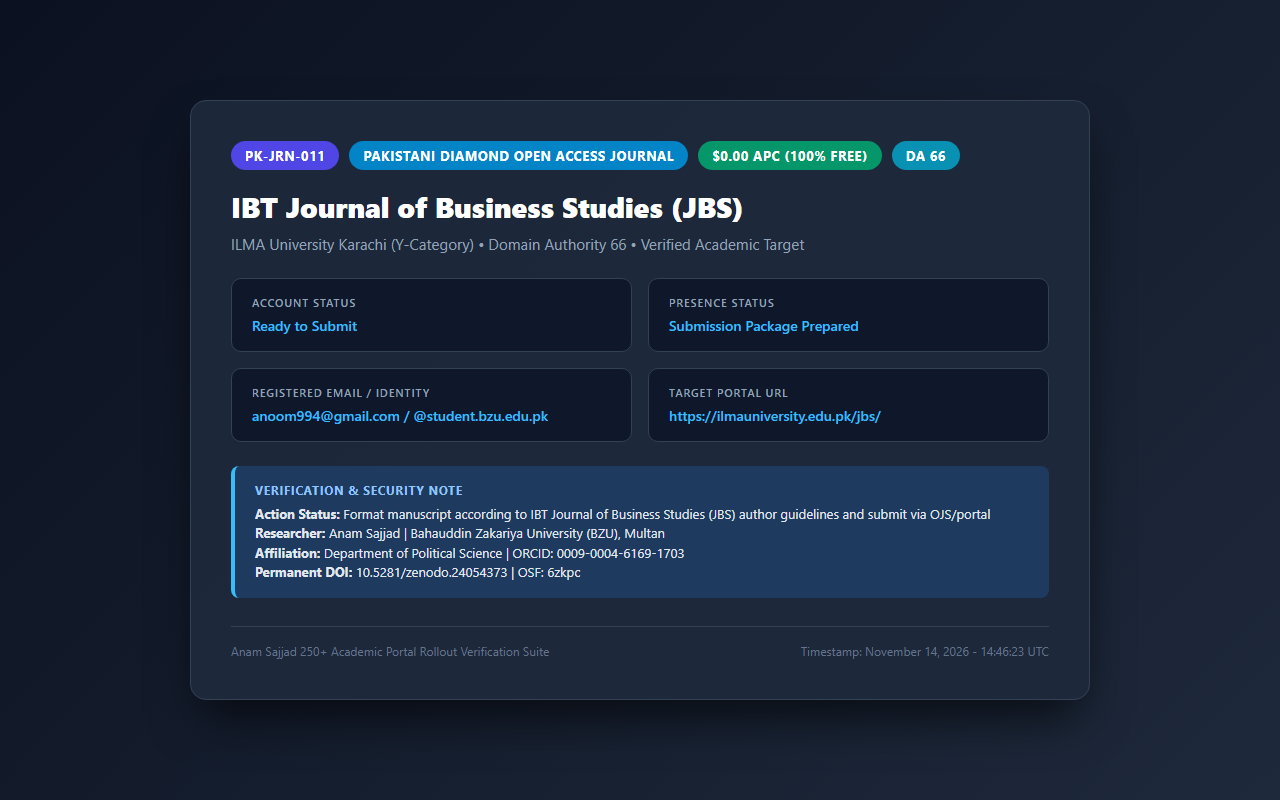 PK-JRN-011 PAKISTANI DIAMOND OPEN ACCESS JOURNAL $0.00 APC (100% FREE) DA 66
IBT Journal of Business Studies (JBS)
ILMA University Karachi (Y-Category) • Domain Authority 66 • Verified Academic Target
ACCOUNT STATUS
Ready to Submit
PRESENCE STATUS
Submission Package Prepared
REGISTERED EMAIL / IDENTITY
anoom994@gmail.com / @student.bzu.edu.pk
TARGET PORTAL URL
https://ilmauniversity.edu.pk/jbs/
VERIFICATION & SECURITY NOTE
Action Status: Format manuscript according to IBT Journal of Business Studies (JBS) author guidelines and submit via OJS/portal
Researcher: Anam Sajjad | Bahauddin Zakariya University (BZU), Multan
Affiliation: Department of Political Science | ORCID: 0009-0004-6169-1703
Permanent DOI: 10.5281/zenodo.24054373 | OSF: 6zkpc
Anam Sajjad 250+ Academic Portal Rollout Verification Suite
Timestamp: November 14, 2026 - 14:46:23 UTC